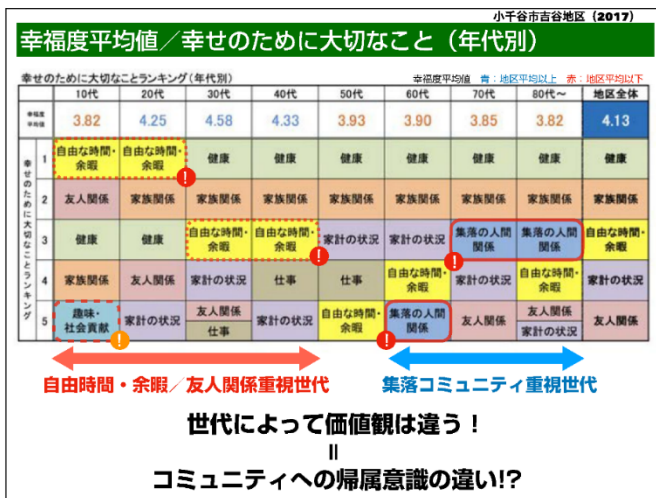 小千谷市吉谷地区（2017）
幸福度平均値／幸せのために大切なこと（年代別）
幸せのために大切なことランキング（年代別）
幸福度平均値　青：地区平均以上　赤：地区平均以下
10代 20代 30代 40代 50代 60代 70代 80代～ 地区全体
幸福度
平均値
3.82 4.25 4.58 4.33 3.93 3.90 3.85 3.82 4.13
幸せのために大切なことランキング
1 自由な時間・余暇 自由な時間・余暇 健康 健康 健康 健康 健康 健康 健康
!
2 友人関係 家族関係 家族関係 家族関係 家族関係 家族関係 家族関係 家族関係 家族関係
3 健康 健康 自由な時間・余暇 自由な時間・余暇 家計の状況 家計の状況 集落の人間関係 集落の人間関係 自由な時間・余暇
! !
4 家族関係 友人関係 家計の状況 仕事 仕事 自由な時間・余暇 家計の状況 自由な時間・余暇 家計の状況
5 趣味・社会貢献 家計の状況 友人関係 仕事 家計の状況 自由な時間・余暇 集落の人間関係 友人関係 友人関係 家計の状況 友人関係
! !
自由時間・余暇／友人関係重視世代
集落コミュニティ重視世代
世代によって価値観は違う！
＝
コミュニティへの帰属意識の違い!?